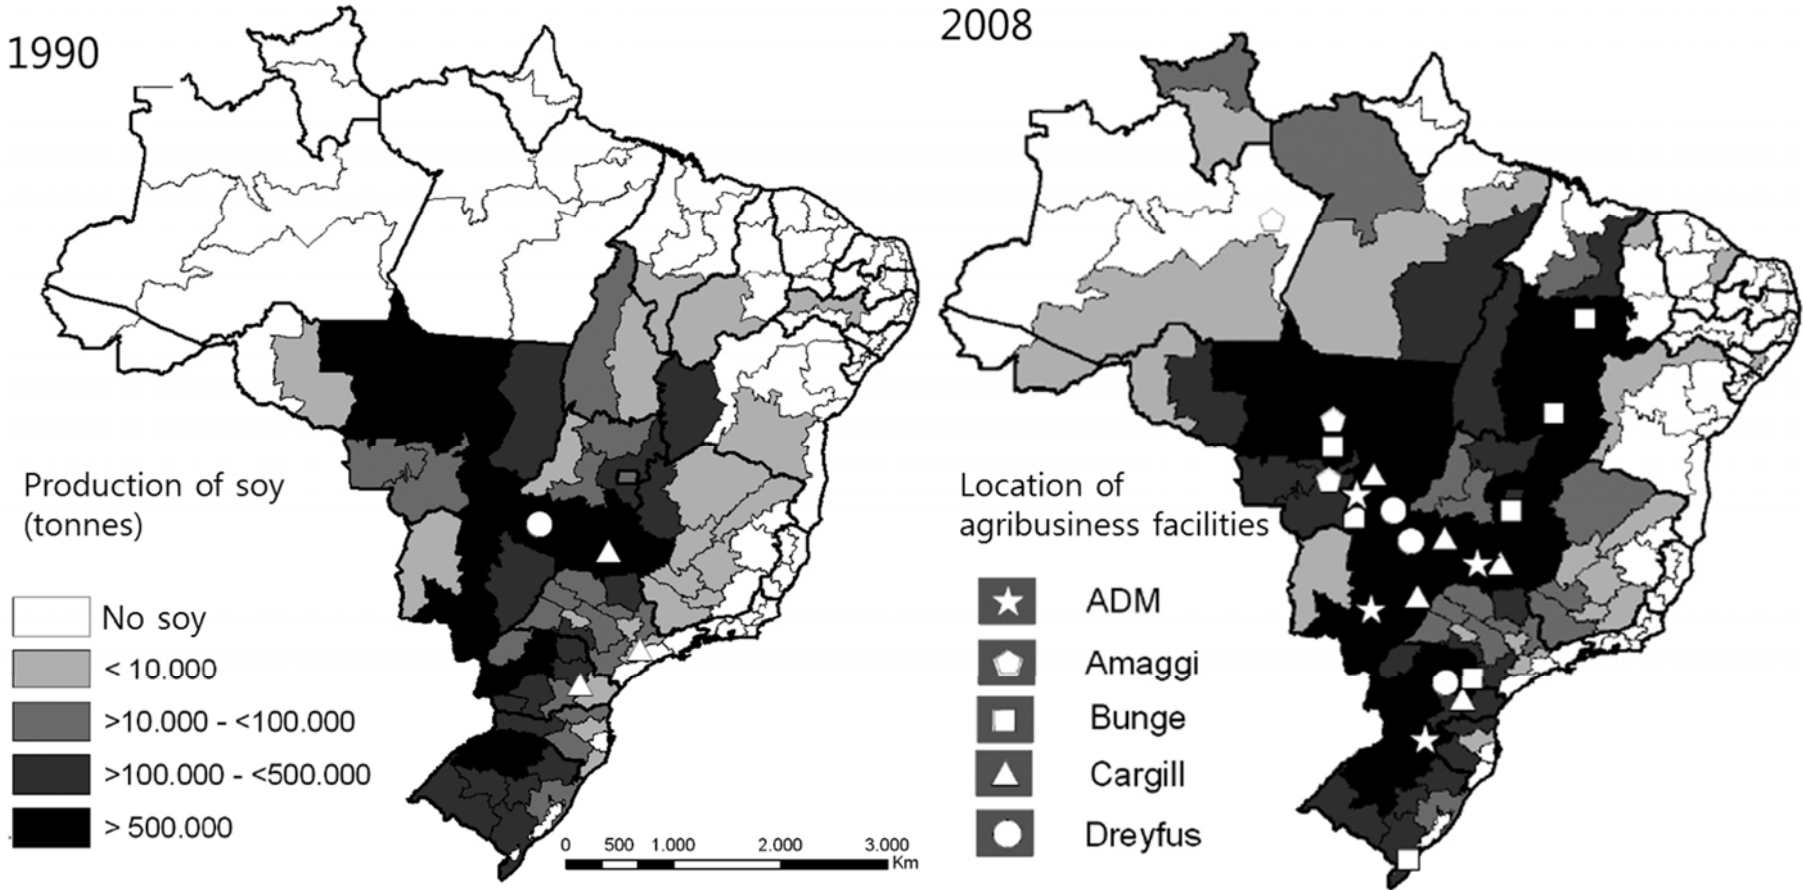 1990
2008
Production of soy
(tonnes)
No soy
< 10.000
>10.000 - <100.000
>100.000 - <500.000
> 500.000
0 500 1.000 2.000 3.000
Km
Location of
agribusiness facilities
ADM
Amaggi
Bunge
Cargill
Dreyfus